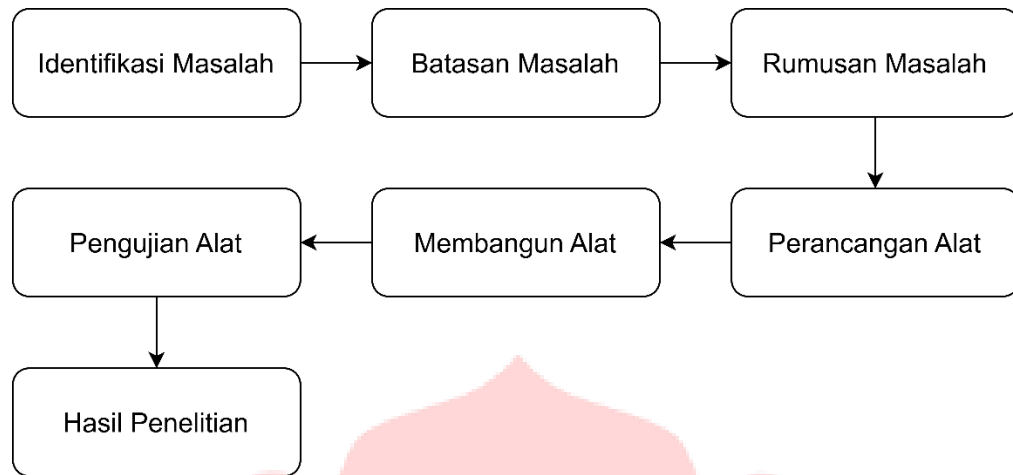 Identifikasi Masalah
Batasan Masalah
Rumusan Masalah
Perancangan Alat
Membangun Alat
Pengujian Alat
Hasil Penelitian